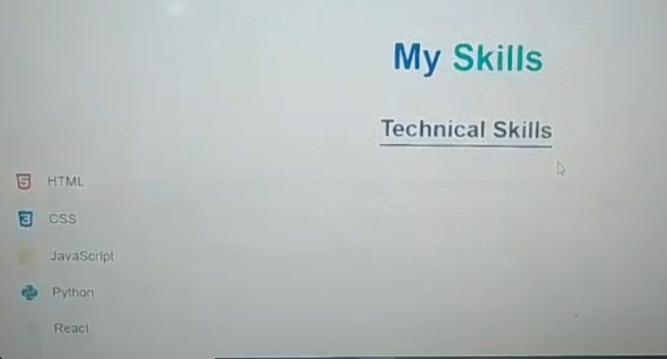 My Skills
Technical Skills
HTML
CSS
JavaScript
Python
React